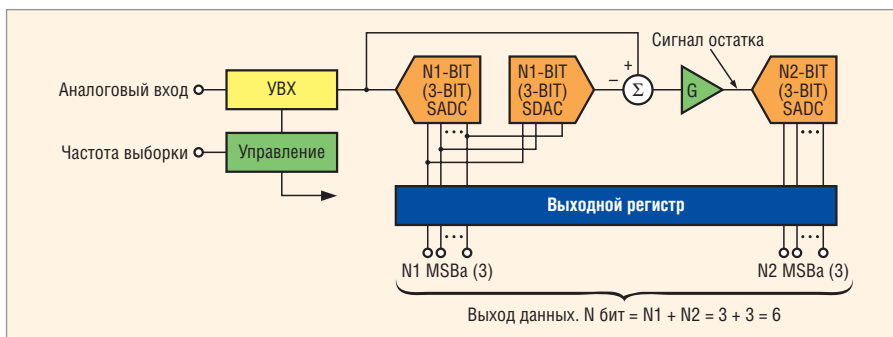 Сигнал остатка
Аналоговый вход
УВХ
N1-BIT
(3-BIT)
SADC
N1-BIT
(3-BIT)
SDAC
+
–
Σ
G
N2-BIT
(3-BIT)
SADC
Частота выборки
Управление
Выходной регистр
N1 MSBa (3)
N2 MSBa (3)
Выход данных. N бит = N1 + N2 = 3 + 3 = 6